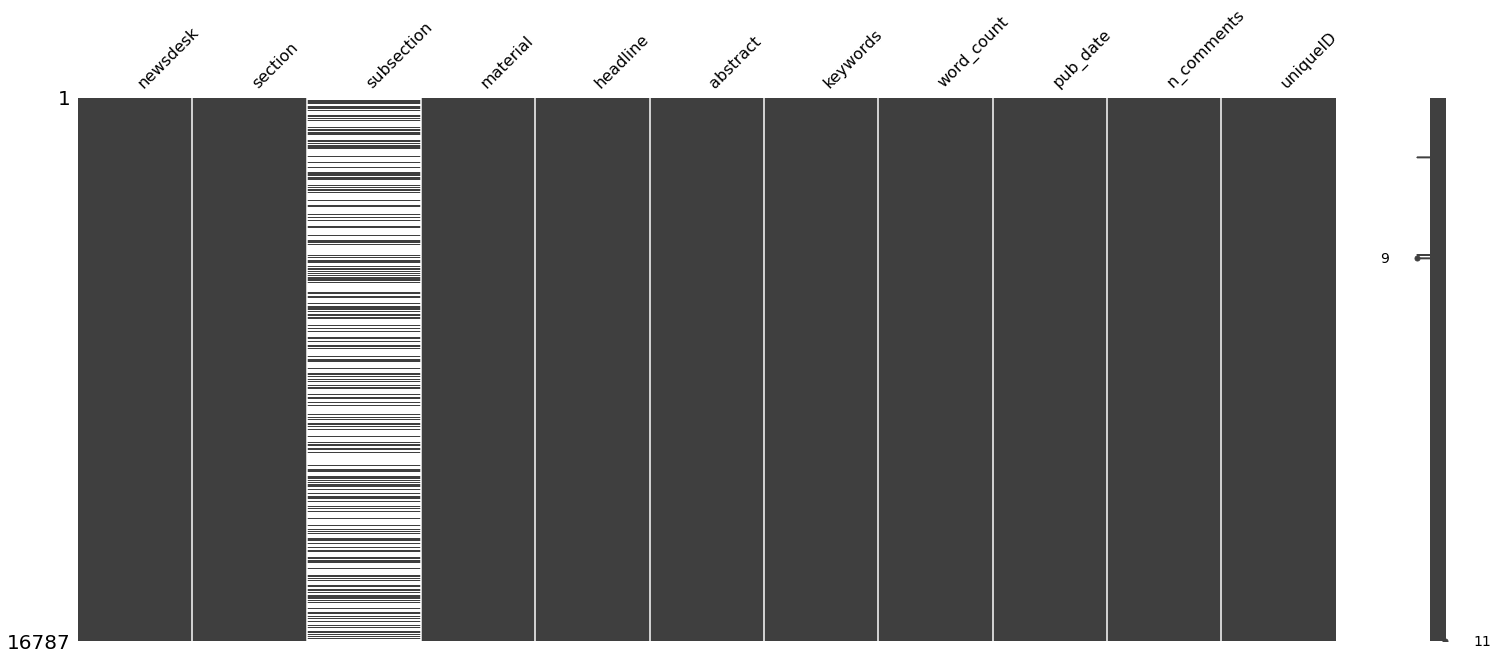 newsdesk
section
subsection
material
headline
abstract
keywords
word_count
pub_date
n_comments
uniqueID
1
9
16787
11